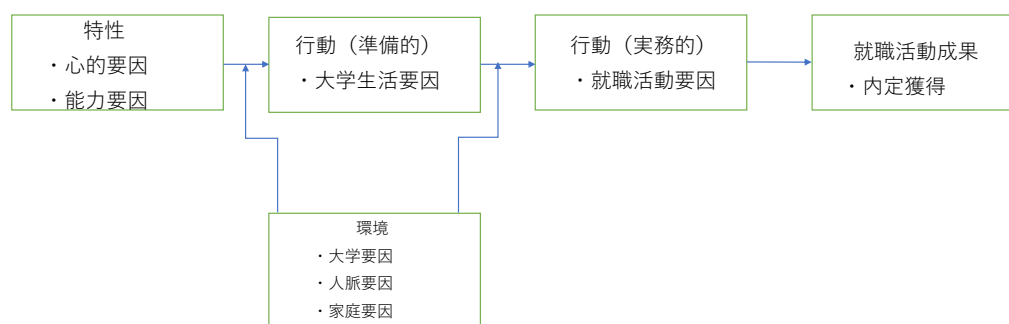 特性
・心的要因
・能力要因
行動（準備的）
・大学生活要因
行動（実務的）
・就職活動要因
就職活動成果
・内定獲得
環境
・大学要因
・人脈要因
・家庭要因